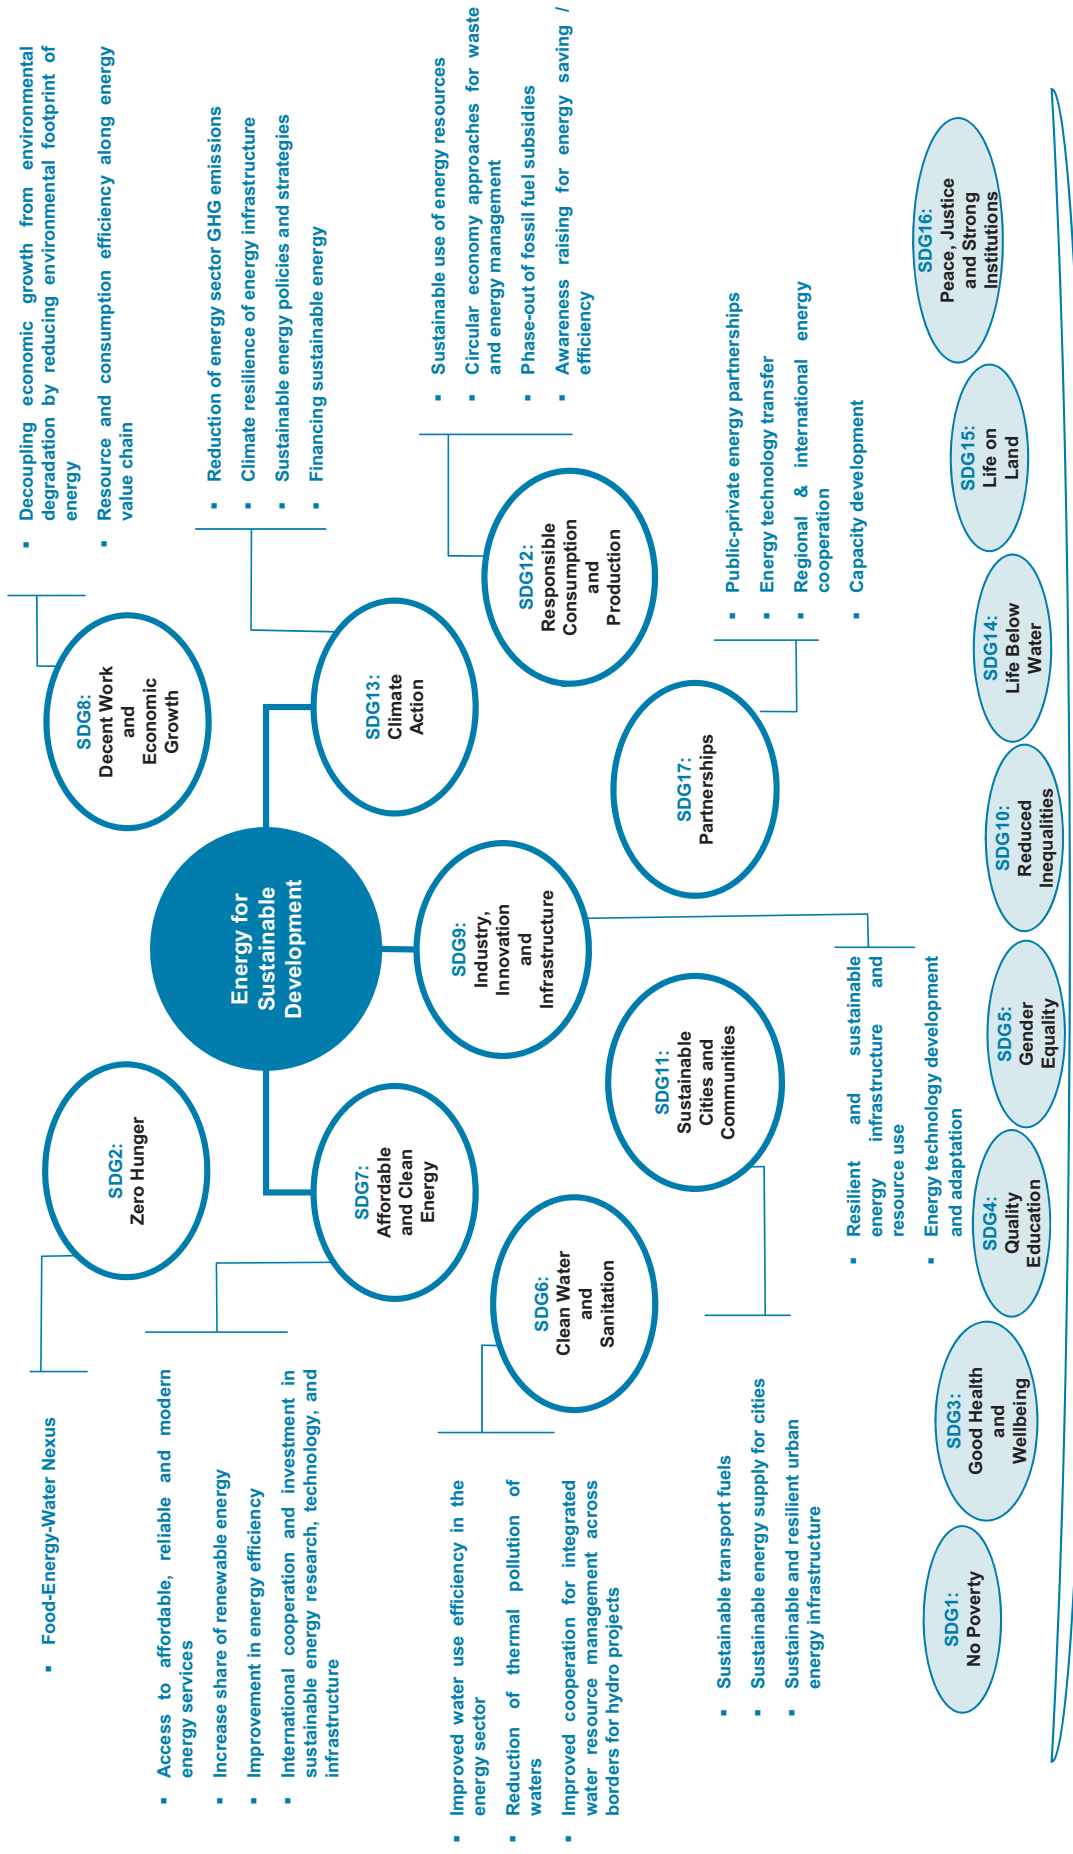 ▪ Food-Energy-Water Nexus
SDG2:
Zero Hunger
Energy for
Sustainable
Development
SDG8:
Decent Work
and
Economic
Growth
▪ Decoupling economic growth from environmental
degradation by reducing environmental footprint of
energy
▪ Resource and consumption efficiency along energy
value chain
▪ Access to affordable, reliable and modern
energy services
▪ Increase share of renewable energy
▪ Improvement in energy efficiency
▪ International cooperation and investment in
sustainable energy research, technology, and
infrastructure
SDG7:
Affordable
and Clean
Energy
SDG13:
Climate
Action
▪ Reduction of energy sector GHG emissions
▪ Climate resilience of energy infrastructure
▪ Sustainable energy policies and strategies
▪ Financing sustainable energy
SDG9:
Industry,
Innovation
and
Infrastructure
▪ Improved water use efficiency in the
energy sector
▪ Reduction of thermal pollution of
waters
▪ Improved cooperation for integrated
water resource management across
borders for hydro projects
SDG6:
Clean Water
and
Sanitation
SDG12:
Responsible
Consumption
and
Production
▪ Sustainable use of energy resources
▪ Circular economy approaches for waste
and energy management
▪ Phase-out of fossil fuel subsidies
▪ Awareness raising for energy saving /
efficiency
▪ Sustainable transport fuels
▪ Sustainable energy supply for cities
▪ Sustainable and resilient urban
energy infrastructure
SDG11:
Sustainable
Cities and
Communities
SDG17:
Partnerships
▪ Public-private energy partnerships
▪ Energy technology transfer
▪ Regional & international energy
cooperation
▪ Capacity development
▪ Resilient and sustainable
energy infrastructure and
resource use
▪ Energy technology development
and adaptation
SDG1:
No Poverty
SDG3:
Good Health
and
Wellbeing
SDG4:
Quality
Education
SDG5:
Gender
Equality
SDG10:
Reduced
Inequalities
SDG14:
Life Below
Water
SDG15:
Life on
Land
SDG16:
Peace, Justice
and Strong
Institutions